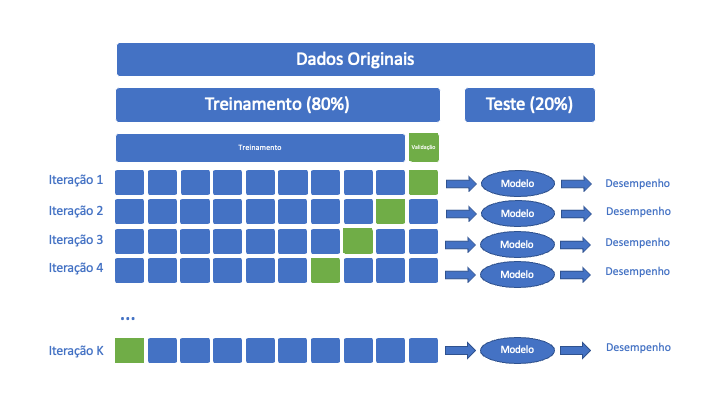 Dados Originais
Treinamento (80%)
Teste (20%)
Treinamento
Validação
Iteração 1
Modelo
Desempenho
Iteração 2
Modelo
Desempenho
Iteração 3
Modelo
Desempenho
Iteração 4
Modelo
Desempenho
...
Iteração K
Modelo
Desempenho